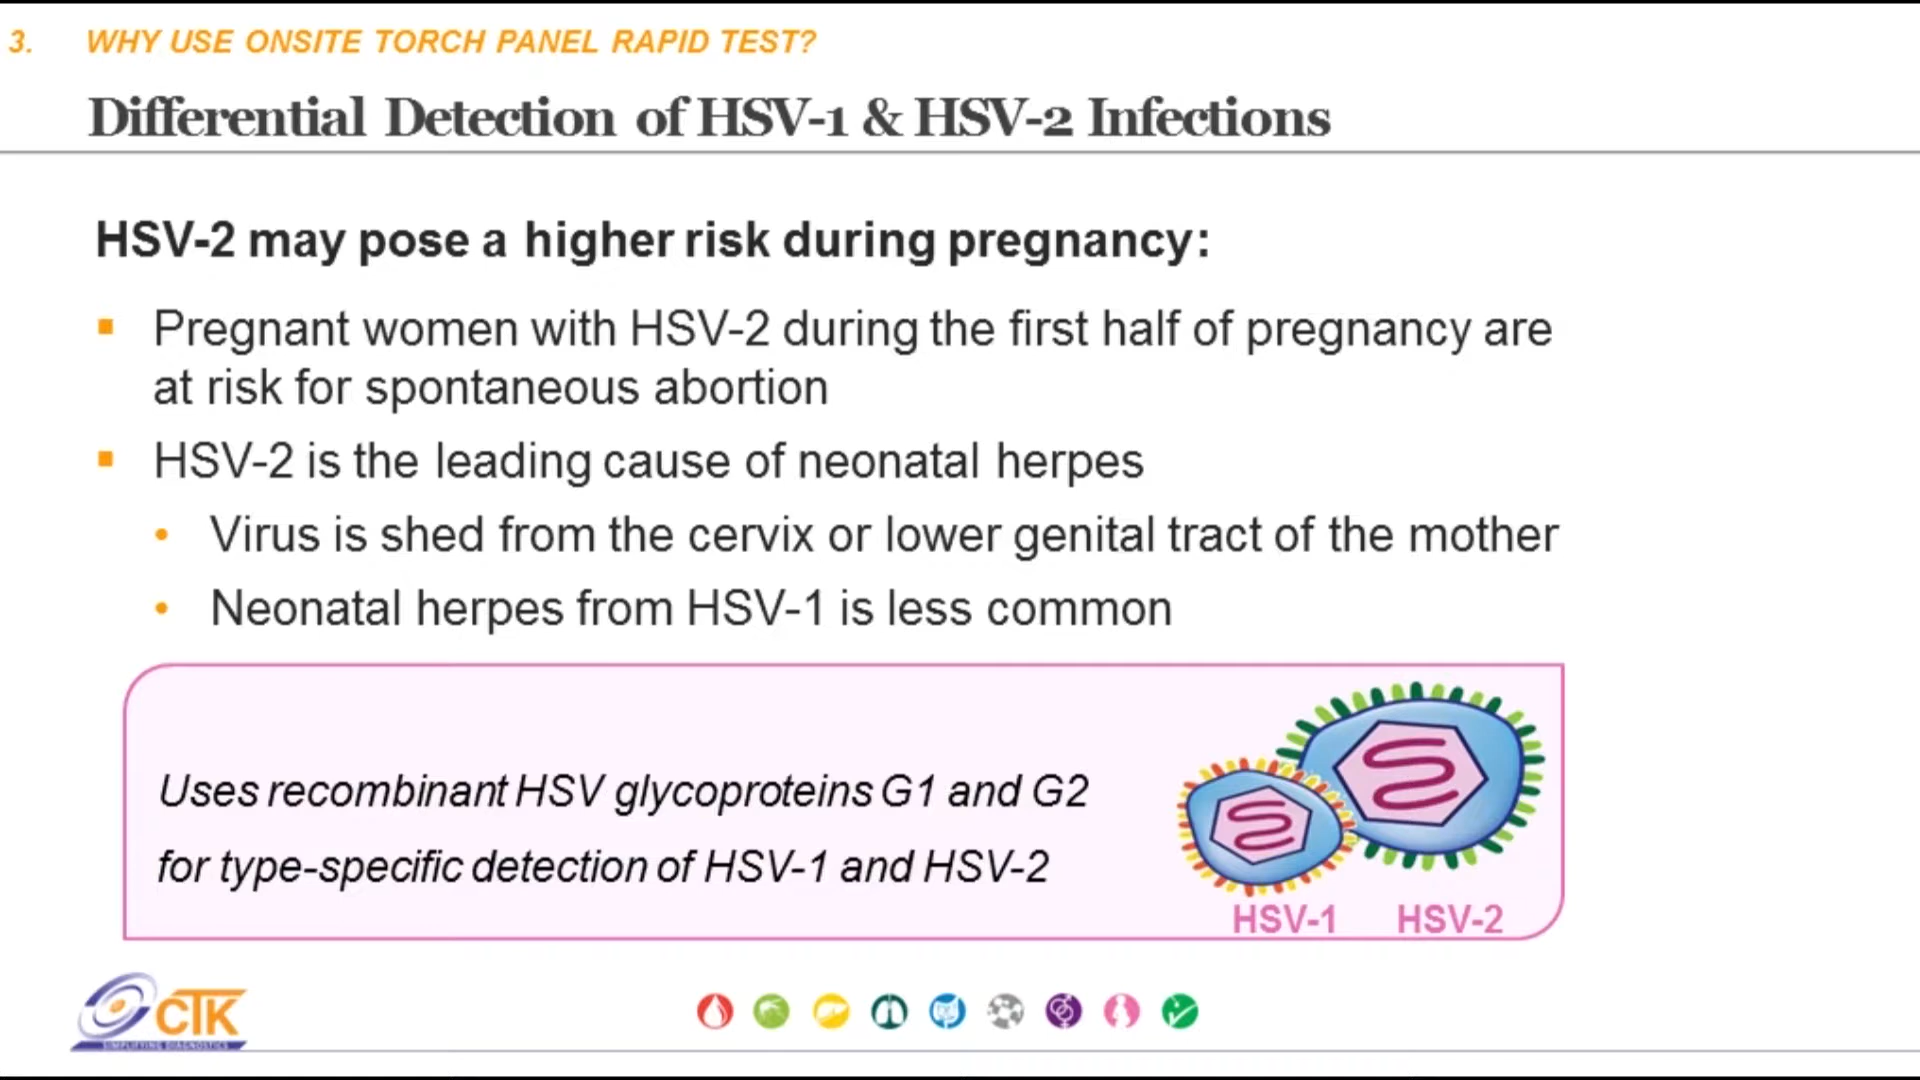 3. WHY USE ONSITE TORCH PANEL RAPID TEST?
Differential Detection of HSV-1 & HSV-2 Infections
HSV-2 may pose a higher risk during pregnancy:
▪ Pregnant women with HSV-2 during the first half of pregnancy are
at risk for spontaneous abortion
▪ HSV-2 is the leading cause of neonatal herpes
• Virus is shed from the cervix or lower genital tract of the mother
• Neonatal herpes from HSV-1 is less common
Uses recombinant HSV glycoproteins G1 and G2
for type-specific detection of HSV-1 and HSV-2
HSV-1 HSV-2
CTK
SIMPLIFYING DIAGNOSTICS